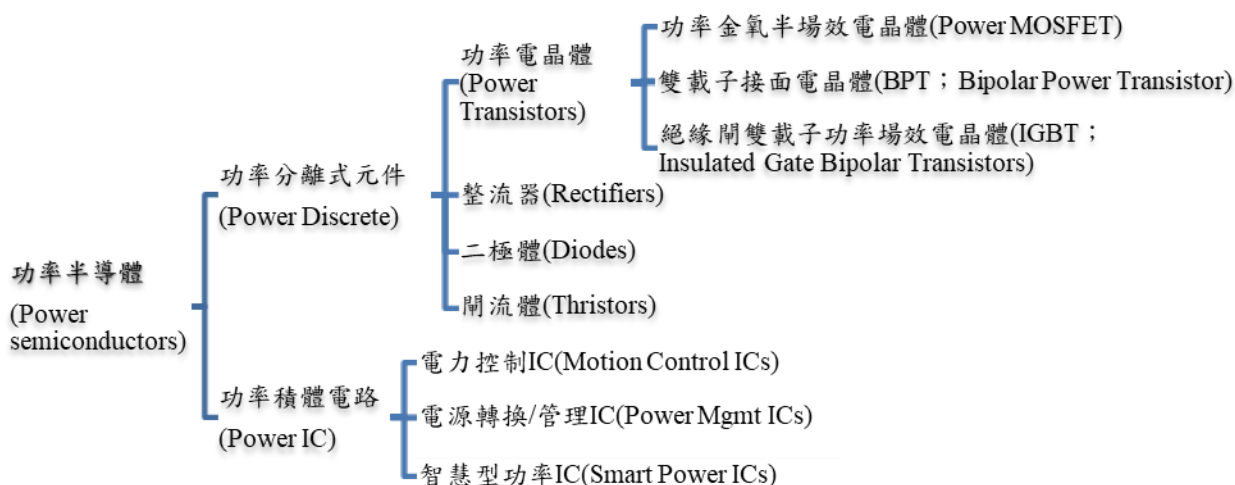 功率半導體
(Power
semiconductors)
功率分離式元件
(Power Discrete)
功率電晶體
(Power
Transistors)
功率金氧半場效電晶體(Power MOSFET)
雙載子接面電晶體(BPT；Bipolar Power Transistor)
絕緣閘雙載子功率場效電晶體(IGBT；
Insulated Gate Bipolar Transistors)
整流器(Rectifiers)
二極體(Diodes)
閘流體(Thristors)
功率積體電路
(Power IC)
電力控制IC(Motion Control ICs)
電源轉換/管理IC(Power Mgmt ICs)
智慧型功率IC(Smart Power ICs)